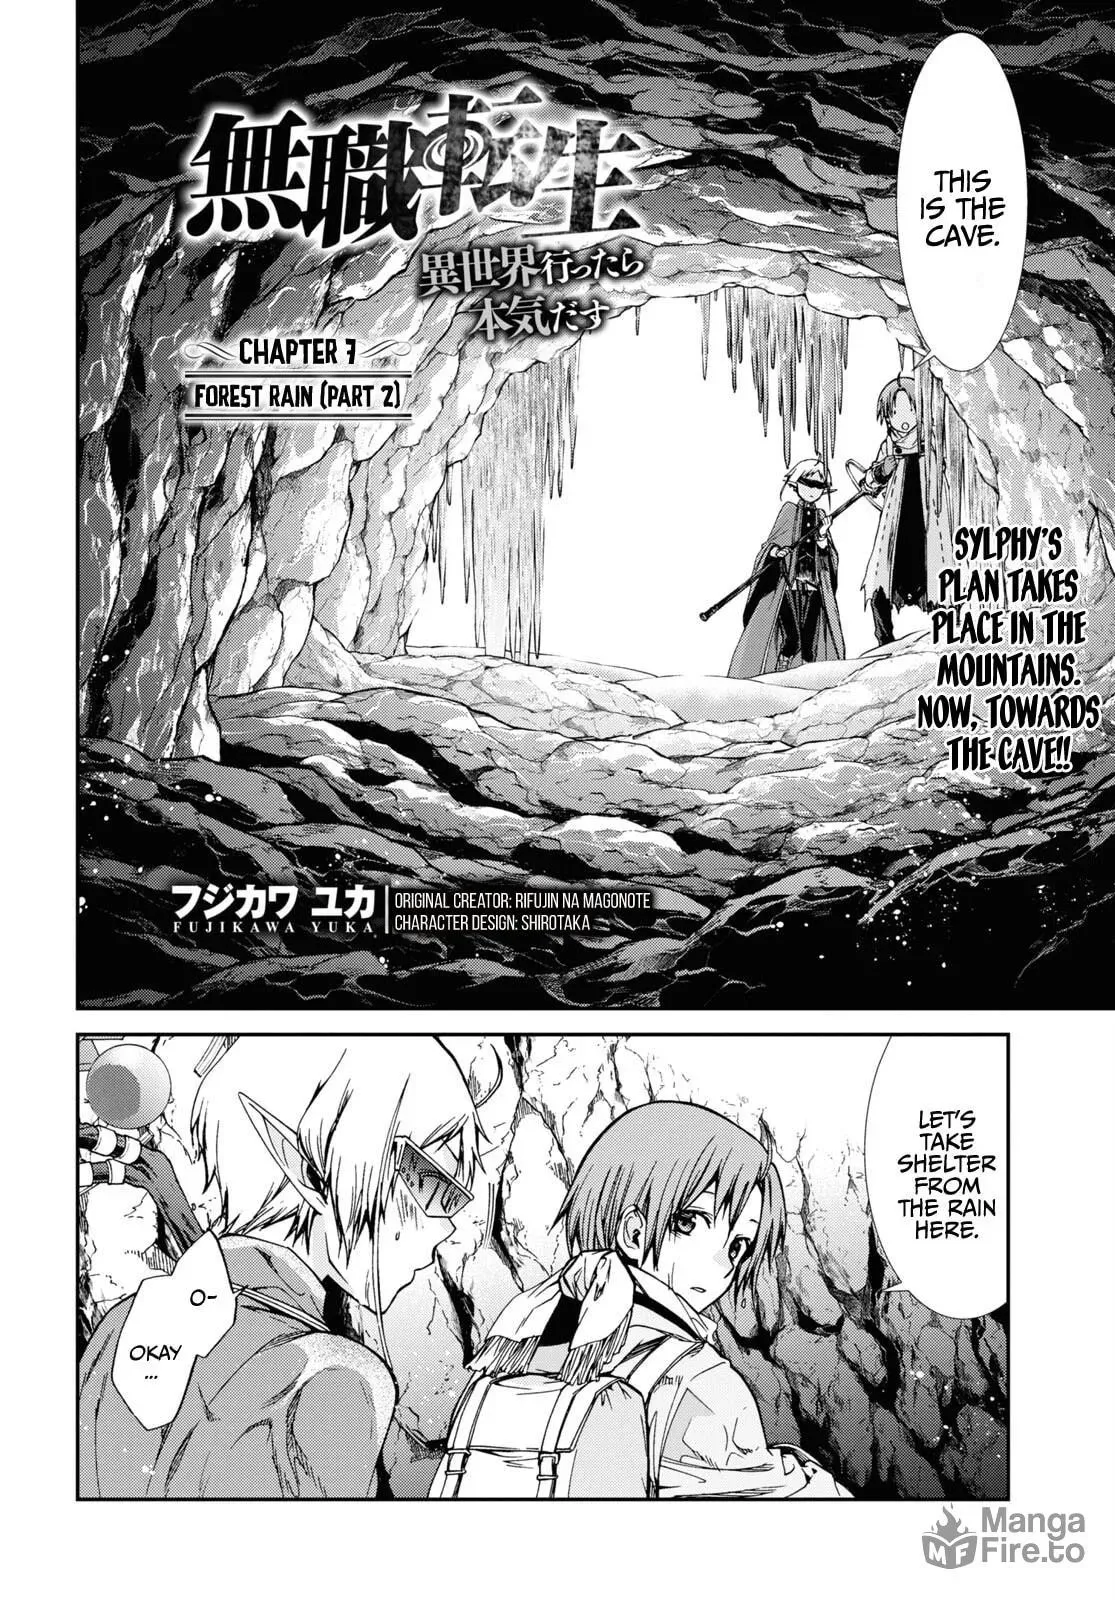 THIS
IS THE
CAVE.
無職転生
異世界行ったら
本気だす
CHAPTER 7
FOREST RAIN (PART 2)
SYLPHY'S
PLAN TAKES
PLACE IN THE
MOUNTAINS.
NOW, TOWARDS
THE CAVE!!
フジカワ ユカ
FUJIKAWA YUKA
ORIGINAL CREATOR: RIFUJIN NA MAGONOTE
CHARACTER DESIGN: SHIROTAKA
LET'S
TAKE
SHELTER
FROM
THE RAIN
HERE.
O-
OKAY
...
MF
Manga
Fire.to